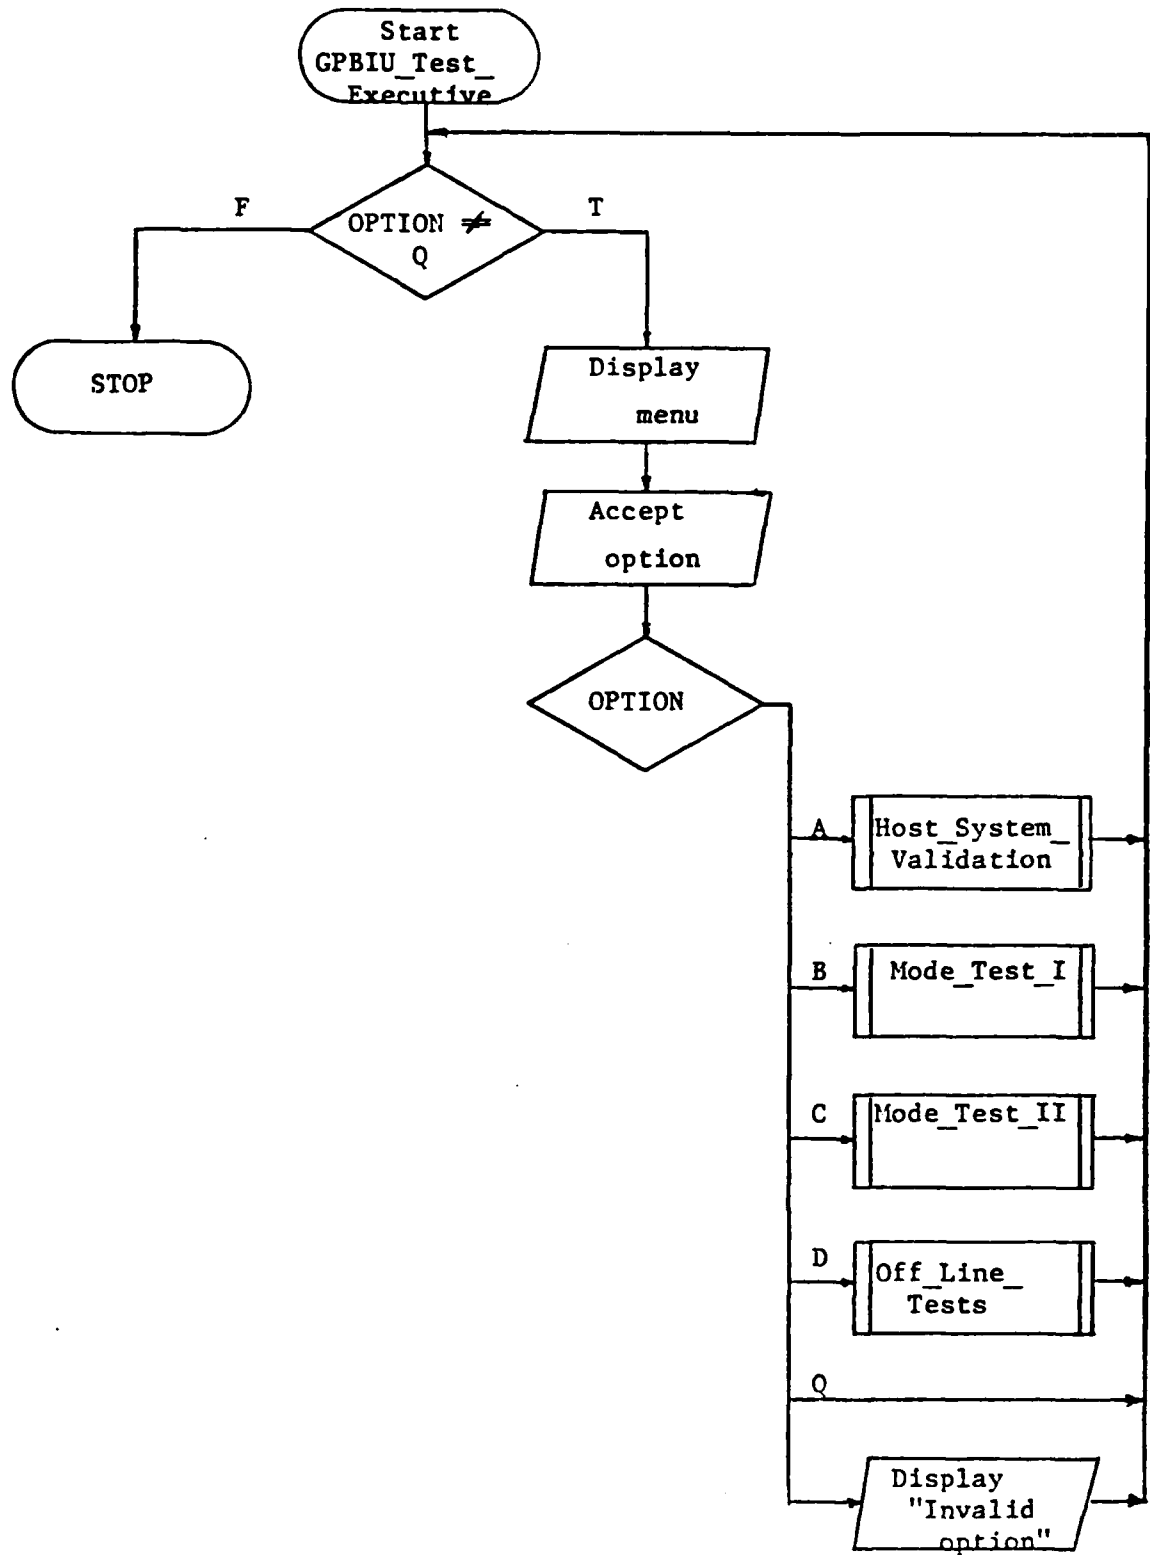 Start
GPBIU_Test_
Executive
F
OPTION ≠
Q
T
STOP
Display
menu
Accept
option
OPTION
A
Host_System_
Validation
B
Mode_Test_I
C
Mode_Test_II
D
Off_Line_
Tests
Q
Display
"Invalid
option"